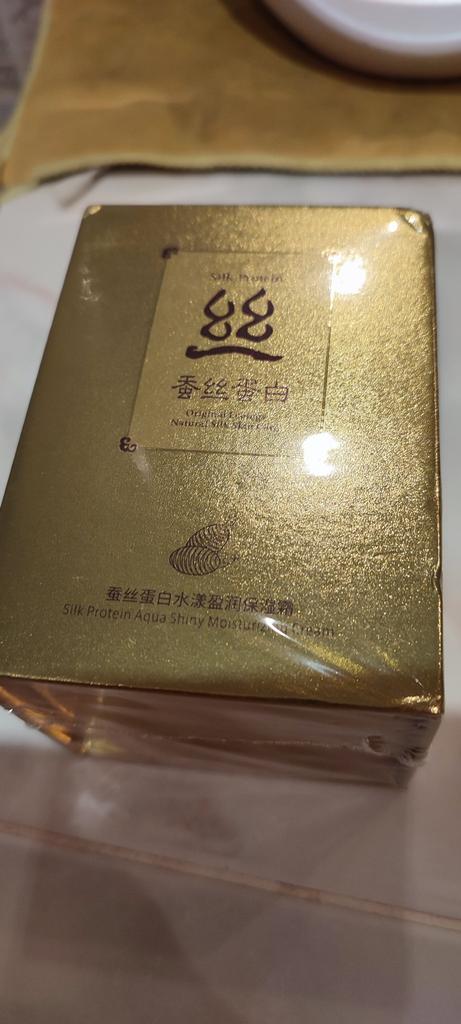 Silk Protein
丝
蚕丝蛋白
Original Ecology
Natural Silk Skin Care
蚕丝蛋白水漾盈润保湿霜
Silk Protein Aqua Shiny Moisturizing Cream